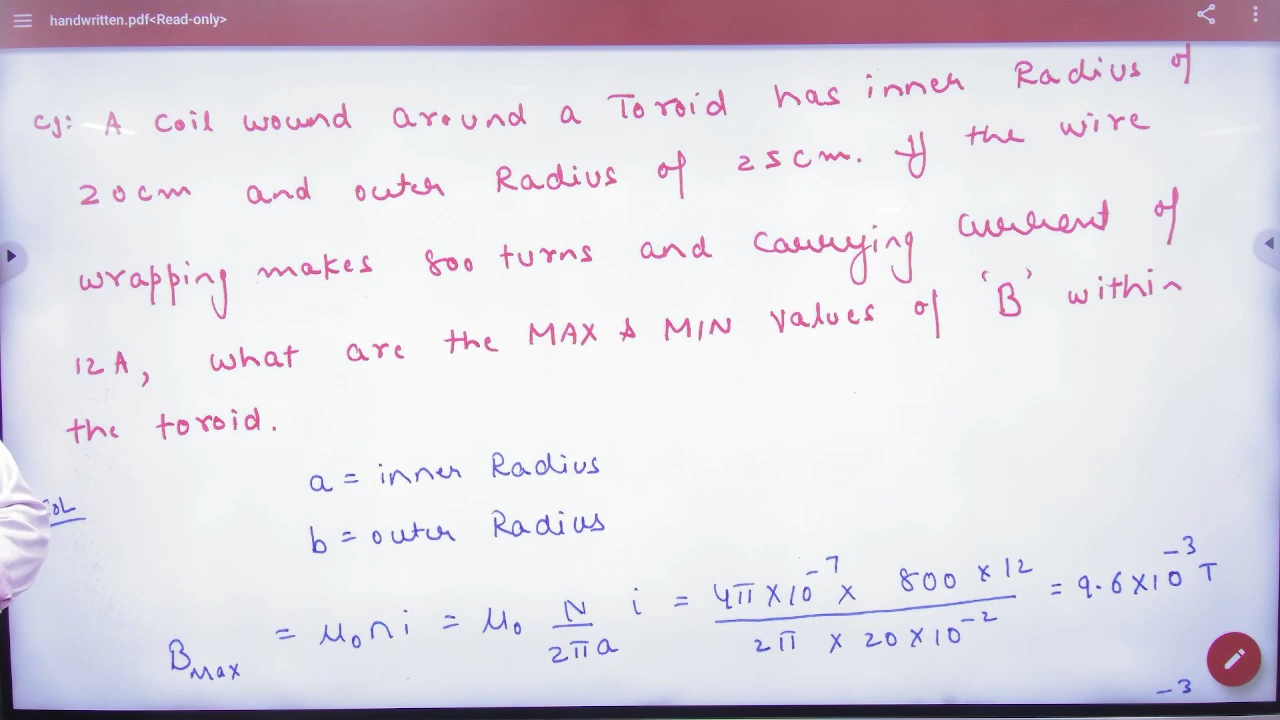 handwritten.pdf<Read-only>
eg: A coil wound around a Toroid has inner Radius of
20cm and outer Radius of 25cm. If the wire
wrapping makes 800 turns and carrying current of
12A, what are the MAX & MIN values of 'B' within
the toroid.
a = inner Radius
SOL
b = outer Radius
B_MAX = μ₀ni = μ₀ N/2πa i = 4π×10⁻⁷ × 800×12 / 2π × 20×10⁻² = 9.6×10⁻³ T
-3